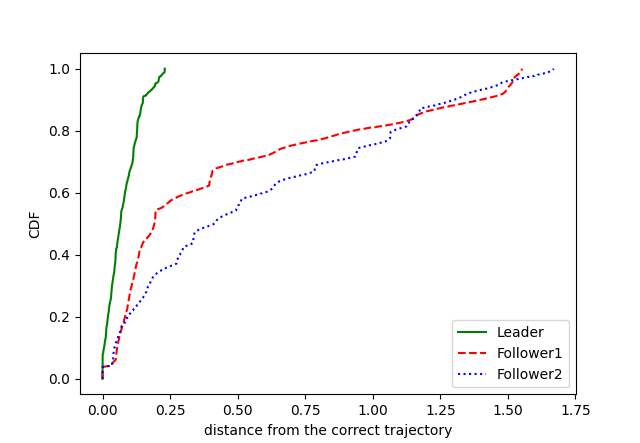 1.0
0.8
0.6
0.4
0.2
0.0
CDF
0.00 0.25 0.50 0.75 1.00 1.25 1.50 1.75
distance from the correct trajectory
Leader
Follower1
Follower2